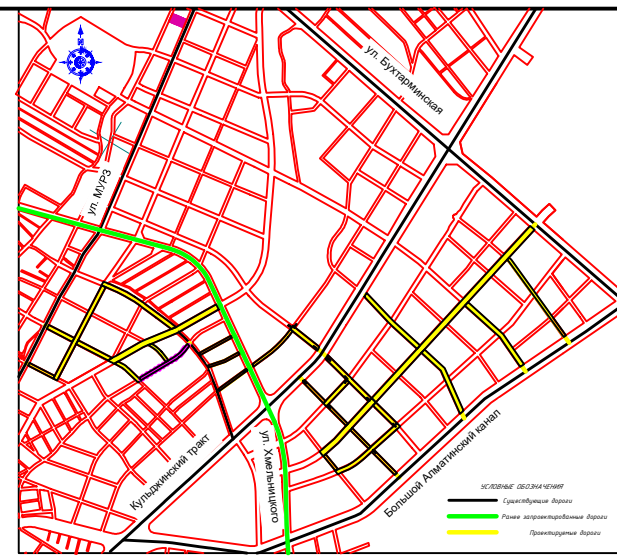 ул. Бухтарминская
ул. МУРЗ
Кульджинский тракт
ул. Хмельницкого
Большой Алматинский канал
УСЛОВНЫЕ ОБОЗНАЧЕНИЯ
Существующие дороги
Ранее запроектированные дороги
Проектируемые дороги